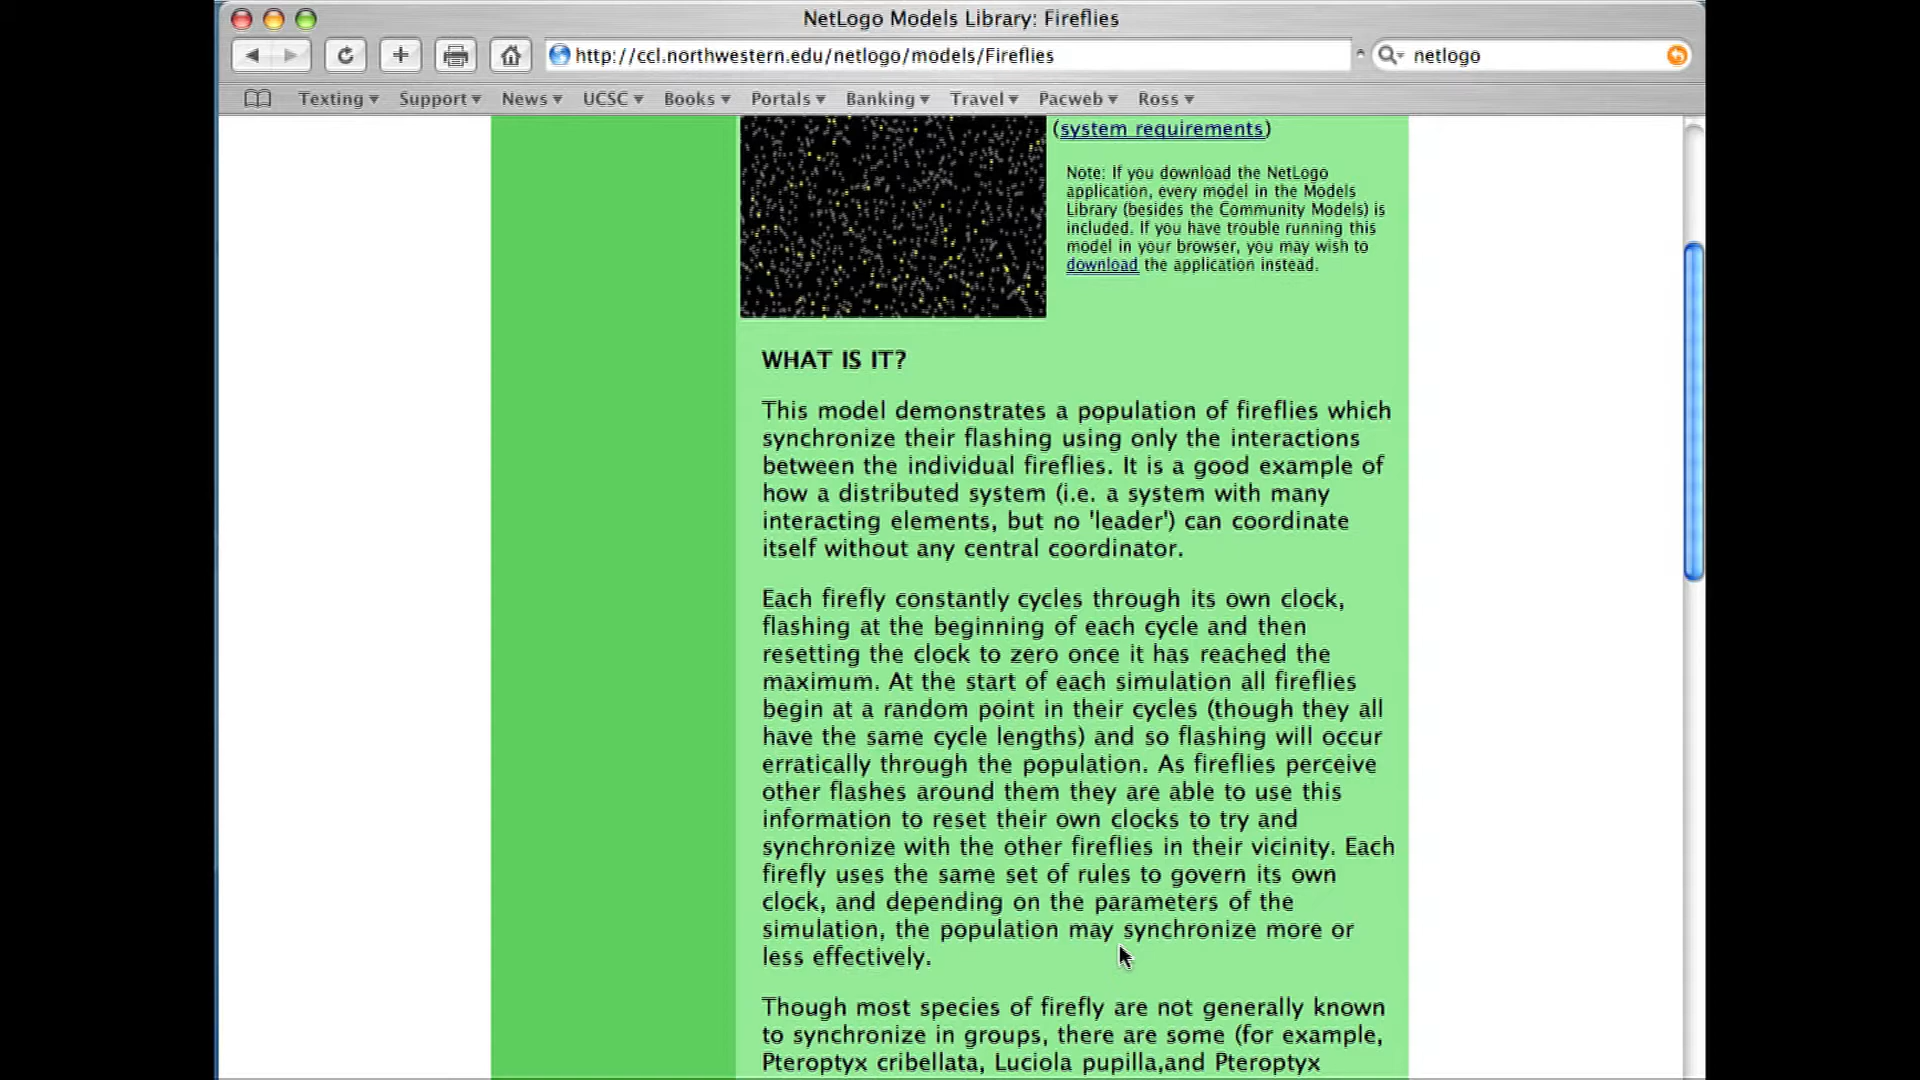 NetLogo Models Library: Fireflies
http://ccl.northwestern.edu/netlogo/models/Fireflies
netlogo
Texting Support News UCSC Books Portals Banking Travel Pacweb Ross
(system requirements)
Note: If you download the NetLogo
application, every model in the Models
Library (besides the Community Models) is
included. If you have trouble running this
model in your browser, you may wish to
download the application instead.
WHAT IS IT?
This model demonstrates a population of fireflies which
synchronize their flashing using only the interactions
between the individual fireflies. It is a good example of
how a distributed system (i.e. a system with many
interacting elements, but no 'leader') can coordinate
itself without any central coordinator.
Each firefly constantly cycles through its own clock,
flashing at the beginning of each cycle and then
resetting the clock to zero once it has reached the
maximum. At the start of each simulation all fireflies
begin at a random point in their cycles (though they all
have the same cycle lengths) and so flashing will occur
erratically through the population. As fireflies perceive
other flashes around them they are able to use this
information to reset their own clocks to try and
synchronize with the other fireflies in their vicinity. Each
firefly uses the same set of rules to govern its own
clock, and depending on the parameters of the
simulation, the population may synchronize more or
less effectively.
Though most species of firefly are not generally known
to synchronize in groups, there are some (for example,
Pteroptyx cribellata, Luciola pupilla,and Pteroptyx